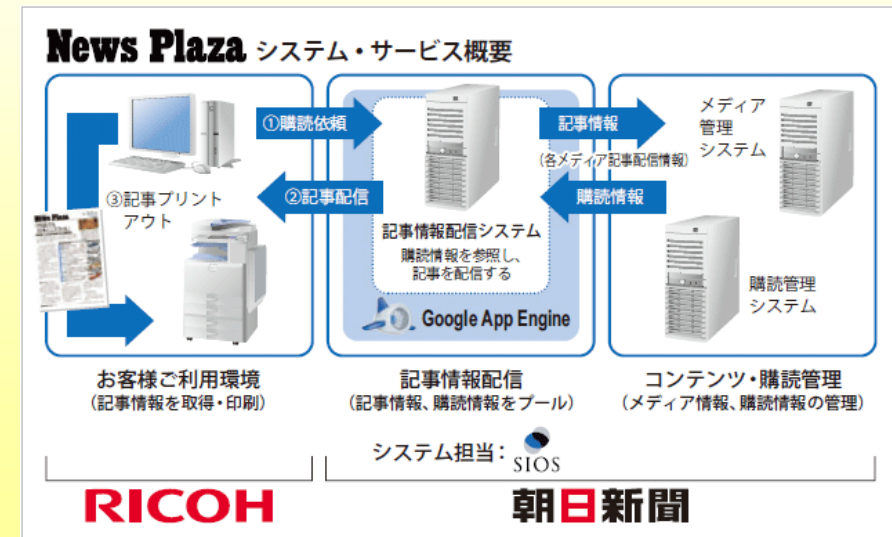 News Plaza システム・サービス概要
①購読依頼
②記事配信
③記事プリント
アウト
News Plaza
記事情報配信システム
購読情報を参照し、
記事を配信する
Google App Engine
記事情報
(各メディア記事配信情報)
購読情報
メディア
管理
システム
購読管理
システム
お客様ご利用環境
(記事情報を取得・印刷)
記事情報配信
(記事情報、購読情報をプール)
コンテンツ・購読管理
(メディア情報、購読情報の管理)
システム担当:
SIOS
RICOH
朝日新聞